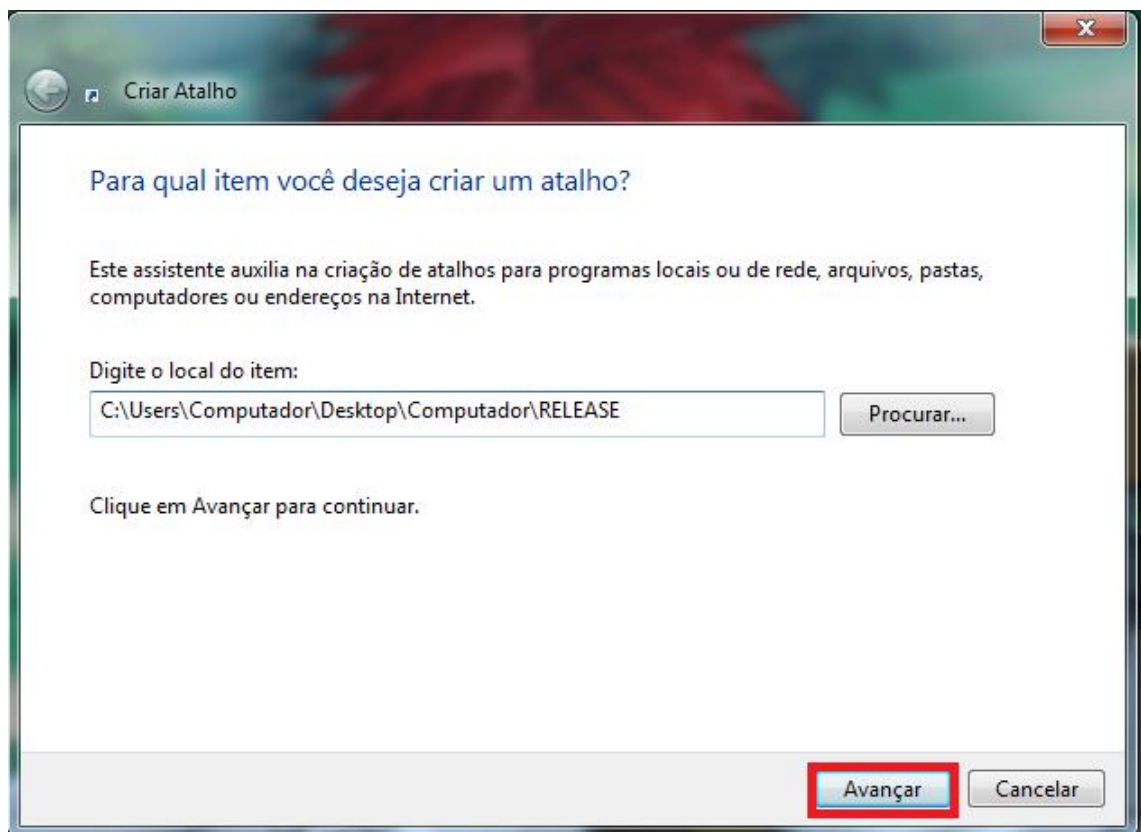 Criar Atalho
Para qual item você deseja criar um atalho?
Este assistente auxilia na criação de atalhos para programas locais ou de rede, arquivos, pastas,
computadores ou endereços na Internet.
Digite o local do item:
C:\Users\Computador\Desktop\Computador\RELEASE
Procurar...
Clique em Avançar para continuar.
Avançar
Cancelar